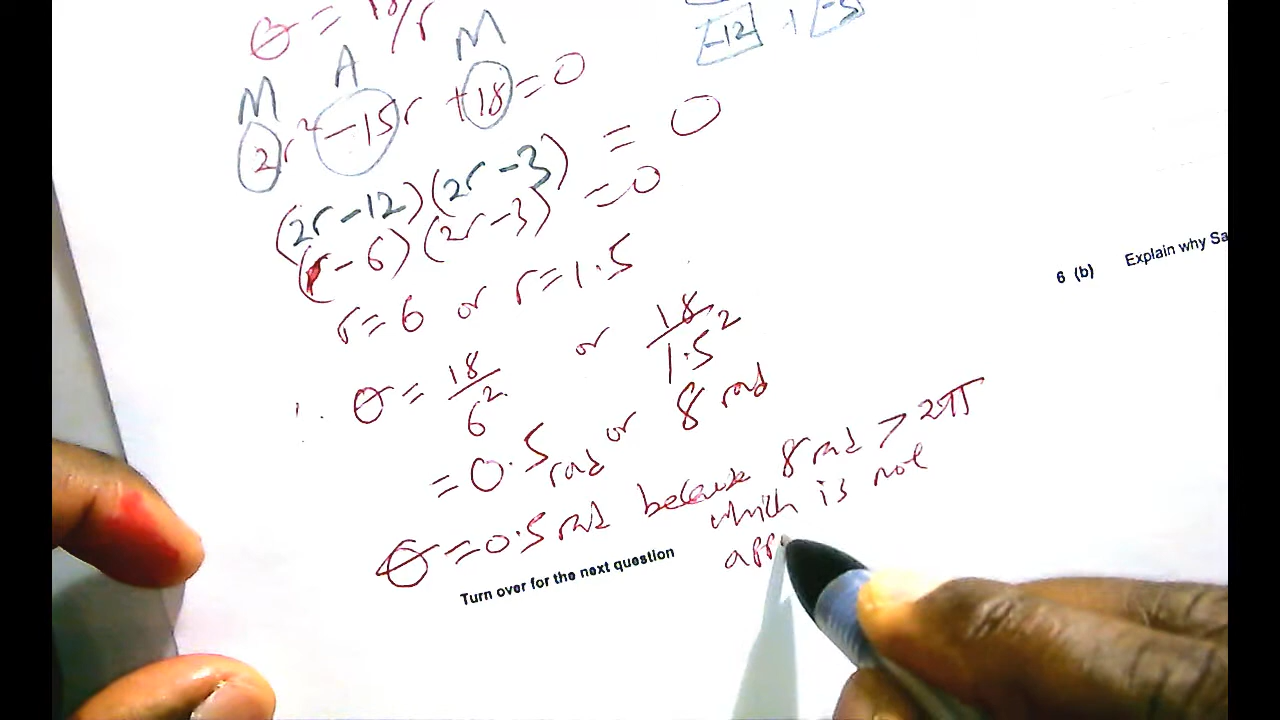 θ = 18/r
M A M
-12 + -3
2r² -15r +18 = 0
(2r-12)(2r-3) = 0
(r-6)(2r-3) = 0
r=6 or r=1.5
6 (b) Explain why Sa
∴ θ = 18/6² or 18/1.5²
= 0.5 rad or 8 rad
θ = 0.5 rad because 8 rad > 2π
which is not
app
Turn over for the next question